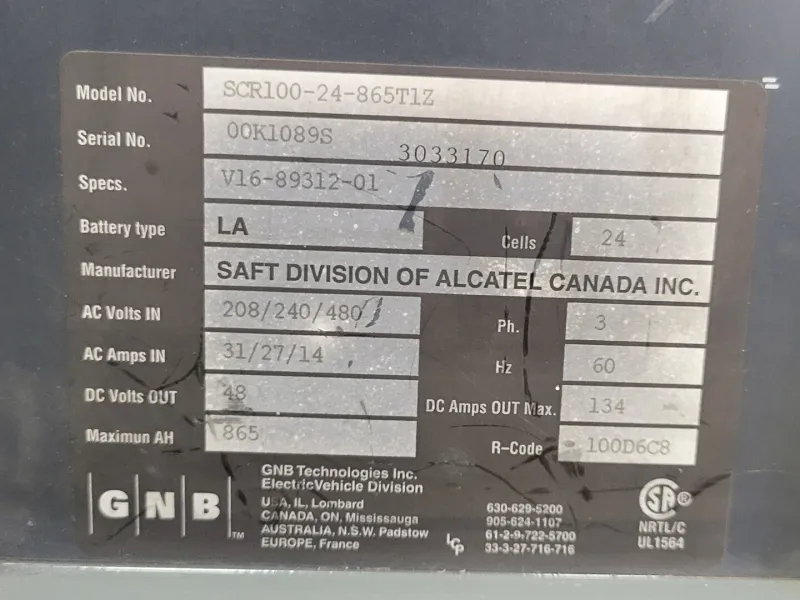 Model No. SCR100-24-865T1Z
Serial No. 00K1089S
3033170
Specs. V16-89312-01
Battery type LA Cells 24
Manufacturer SAFT DIVISION OF ALCATEL CANADA INC.
AC Volts IN 208/240/480 Ph. 3
AC Amps IN 31/27/14 Hz 60
DC Volts OUT 48 DC Amps OUT Max. 134
Maximun AH 865 R-Code 100D6C8
GNB TM
GNB Technologies Inc.
ElectricVehicle Division
USA, IL, Lombard 630-629-5200
CANADA, ON, Mississauga 905-624-1107
AUSTRALIA, N.S.W. Padstow 61-2-9-722-5700
EUROPE, France 33-3-27-716-716
LCP
SA ®
NRTL/C
UL1564